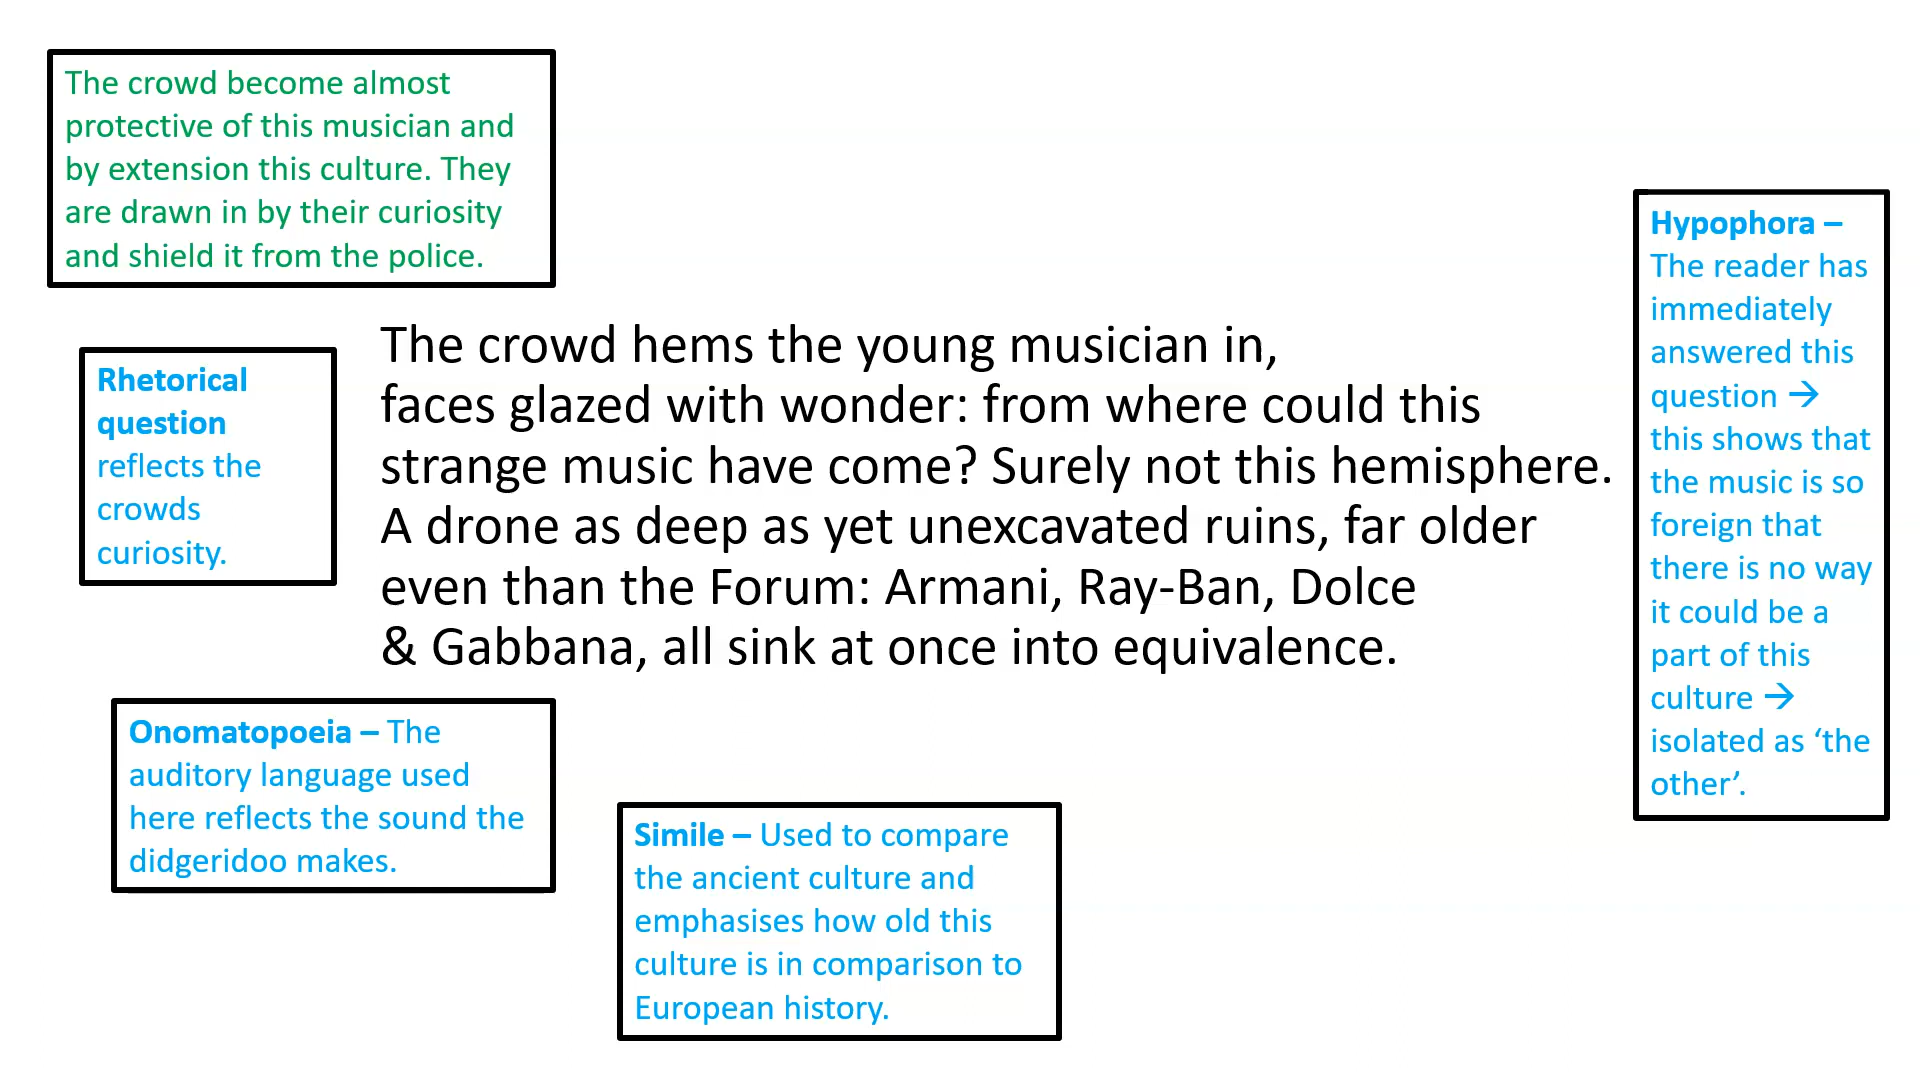 The crowd become almost
protective of this musician and
by extension this culture. They
are drawn in by their curiosity
and shield it from the police.
Rhetorical
question
reflects the
crowds
curiosity.
The crowd hems the young musician in,
faces glazed with wonder: from where could this
strange music have come? Surely not this hemisphere.
A drone as deep as yet unexcavated ruins, far older
even than the Forum: Armani, Ray-Ban, Dolce
& Gabbana, all sink at once into equivalence.
Hypophora –
The reader has
immediately
answered this
question →
this shows that
the music is so
foreign that
there is no way
it could be a
part of this
culture →
isolated as ‘the
other’.
Onomatopoeia – The
auditory language used
here reflects the sound the
didgeridoo makes.
Simile – Used to compare
the ancient culture and
emphasises how old this
culture is in comparison to
European history.